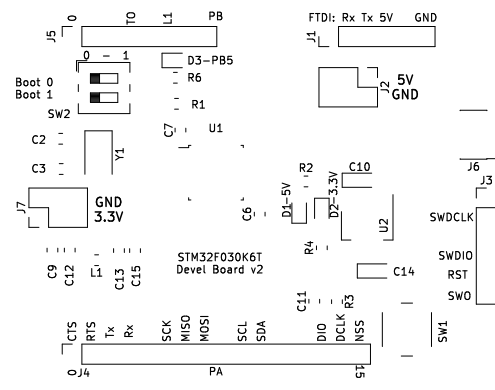 0 TO L1 PB
J5
FTDI: Rx Tx 5V GND
J1
0 - 1
D3-PB5
R6
Boot 0
Boot 1
SW2
R1
5V
GND
J2
C7
U1
C2
C3
Y1
J6
J3
R2
C10
J7
GND
3.3V
D1-5V
D2-3.3V
C6
U2
SWDCLK
SWDIO
RST
SWO
R4
C9
C12
L1
C13
C15
STM32F030K6T
Devel Board v2
C14
C11
R3
SW1
CTS
RTS
Tx
Rx
SCK
MISO
MOSI
SCL
SDA
DIO
DCLK
NSS
0
J4
PA
15